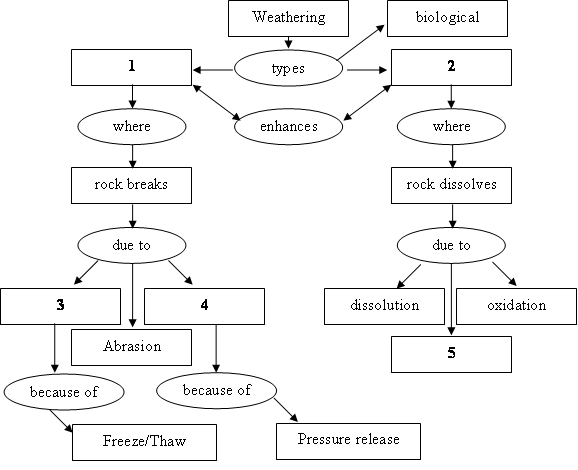 Weathering
biological
1
types
2
where
enhances
where
rock breaks
rock dissolves
due to
due to
3
4
dissolution
oxidation
Abrasion
5
because of
because of
Freeze/Thaw
Pressure release